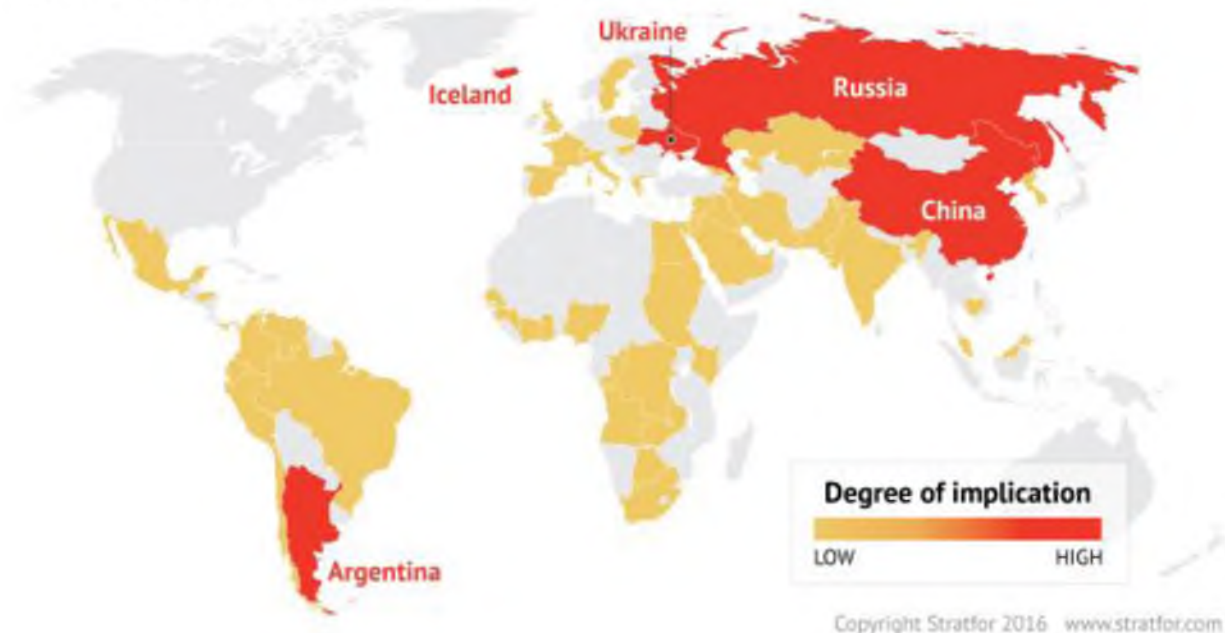 Ukraine
Iceland
Russia
China
Argentina
Degree of implication
LOW HIGH
Copyright Stratfor 2016 www.stratfor.com